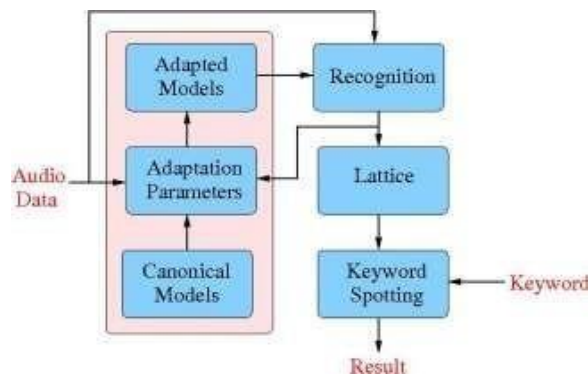 Adapted
Models
Recognition
Audio
Data
Adaptation
Parameters
Lattice
Canonical
Models
Keyword
Spotting
Keyword
Result